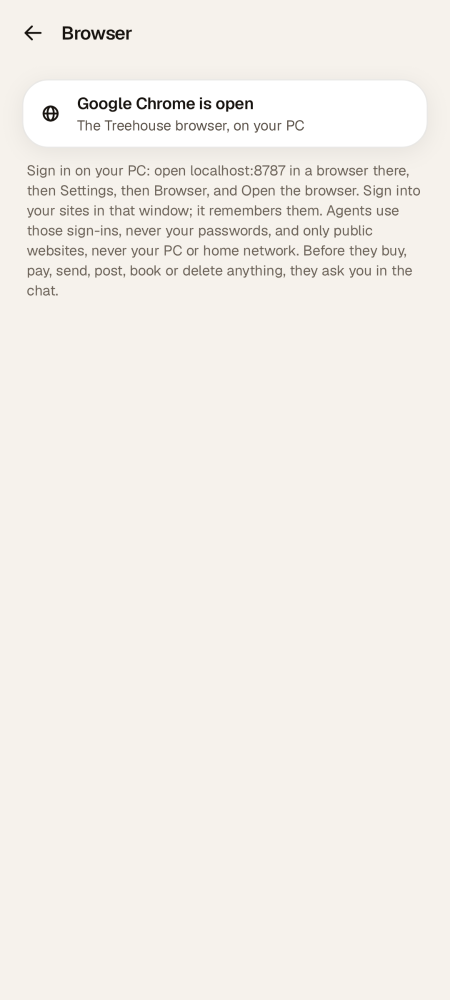 Browser
Google Chrome is open
The Treehouse browser, on your PC
Sign in on your PC: open localhost:8787 in a browser there,
then Settings, then Browser, and Open the browser. Sign into
your sites in that window; it remembers them. Agents use
those sign-ins, never your passwords, and only public
websites, never your PC or home network. Before they buy,
pay, send, post, book or delete anything, they ask you in the
chat.